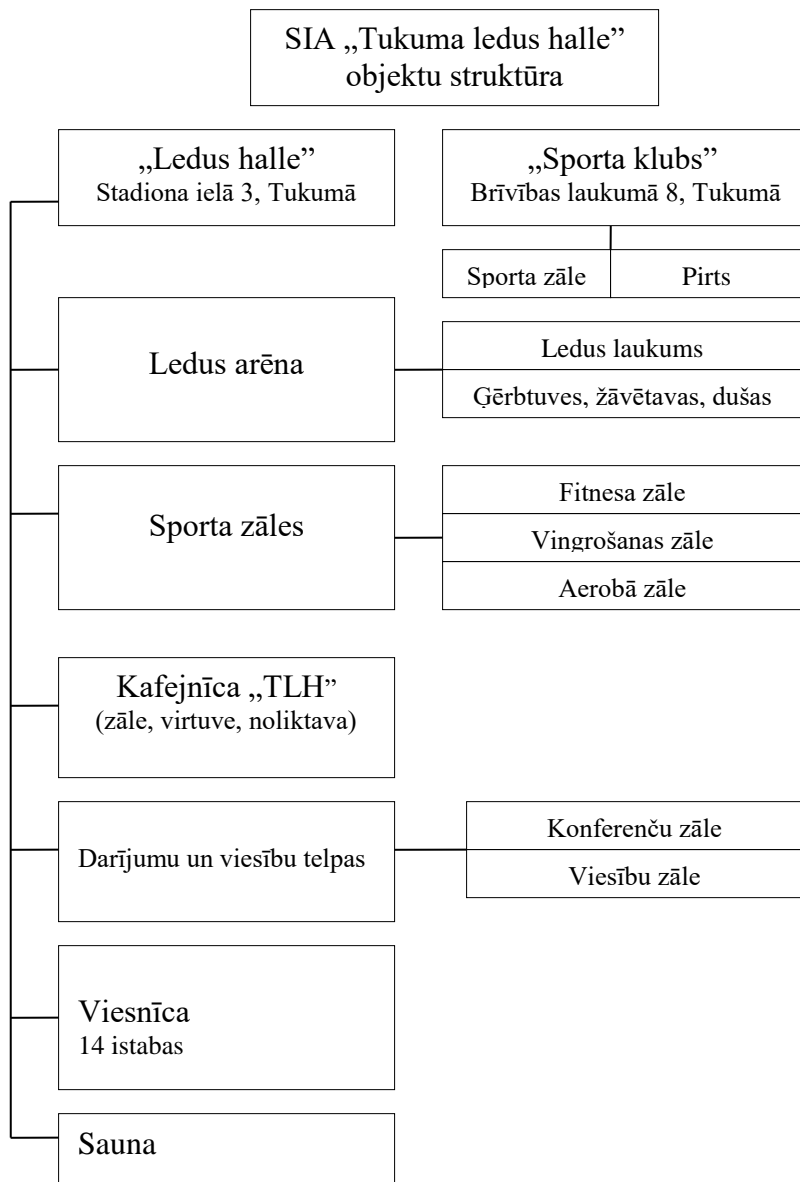 SIA „Tukuma ledus halle”
objektu struktūra
„Ledus halle”
Stadiona ielā 3, Tukumā
„Sporta klubs”
Brīvības laukumā 8, Tukumā
Sporta zāle
Pirts
Ledus arēna
Ledus laukums
Ģērbtuves, žāvētavas, dušas
Sporta zāles
Fitnesa zāle
Vingrošanas zāle
Aerobā zāle
Kafejnīca „TLH”
(zāle, virtuve, noliktava)
Darījumu un viesību telpas
Konferenču zāle
Viesību zāle
Viesnīca
14 istabas
Sauna